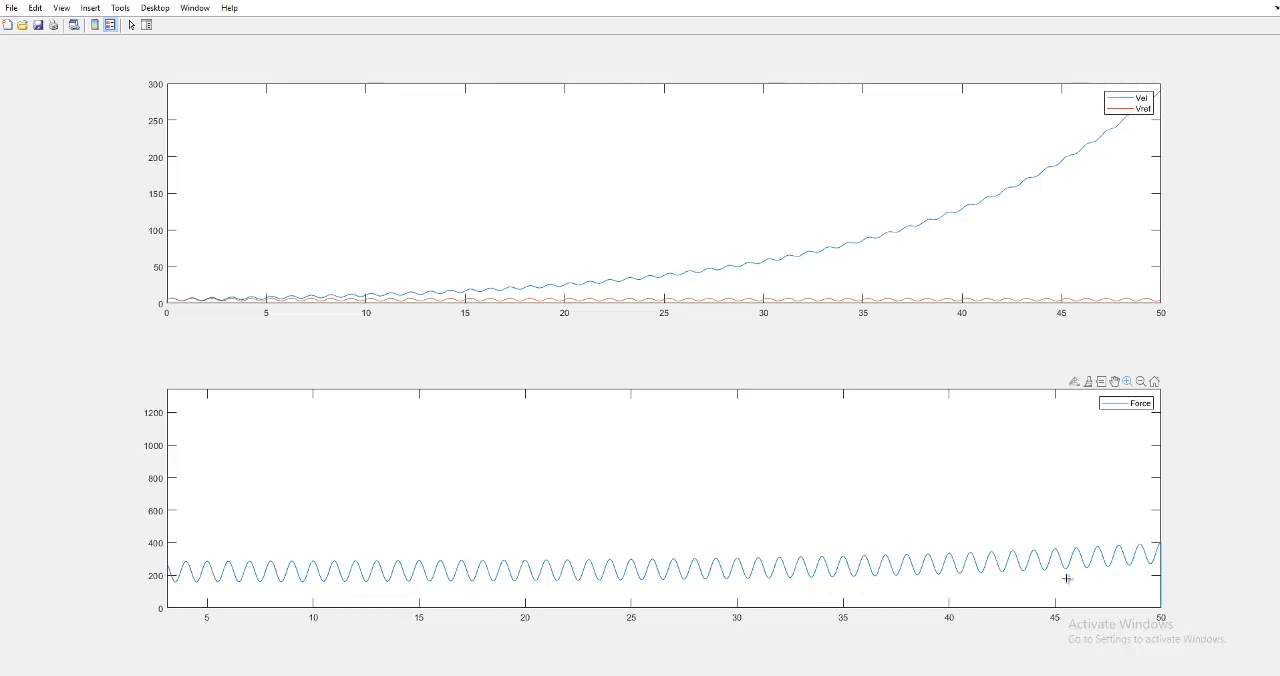 File Edit View Insert Tools Desktop Window Help
300
250
200
150
100
50
0
0 5 10 15 20 25 30 35 40 45 50
Vel
Vref
1200
1000
800
600
400
200
0
5 10 15 20 25 30 35 40 45 50
Force
Activate Windows
Go to Settings to activate Windows.